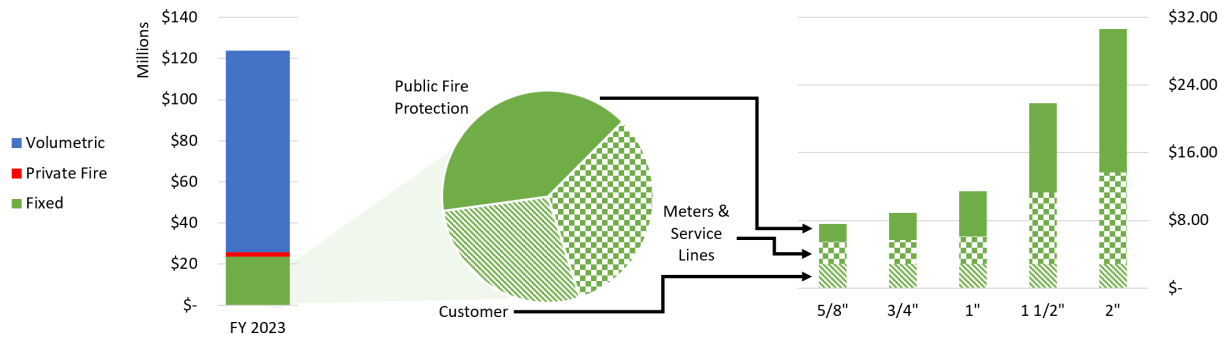 Volumetric
Private Fire
Fixed
Millions
$140
$120
$100
$80
$60
$40
$20
$-
FY 2023
Public Fire
Protection
Meters &
Service
Lines
Customer
$32.00
$24.00
$16.00
$8.00
$-
5/8"
3/4"
1"
1 1/2"
2"